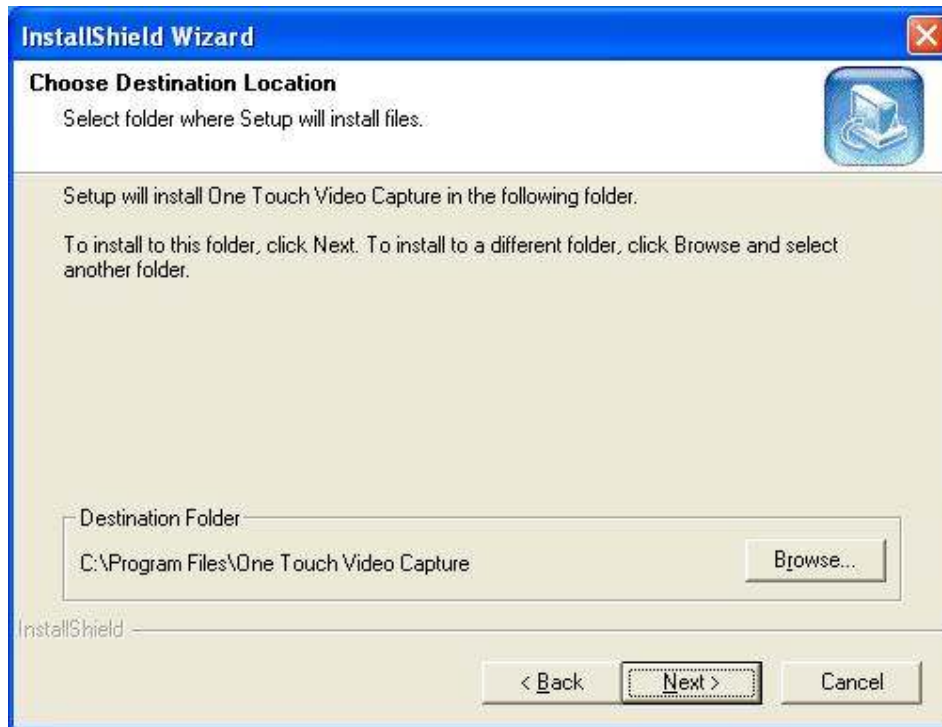 InstallShield Wizard
Choose Destination Location
Select folder where Setup will install files.
Setup will install One Touch Video Capture in the following folder.
To install to this folder, click Next. To install to a different folder, click Browse and select
another folder.
Destination Folder
C:\Program Files\One Touch Video Capture
Browse...
InstallShield
< Back
Next >
Cancel